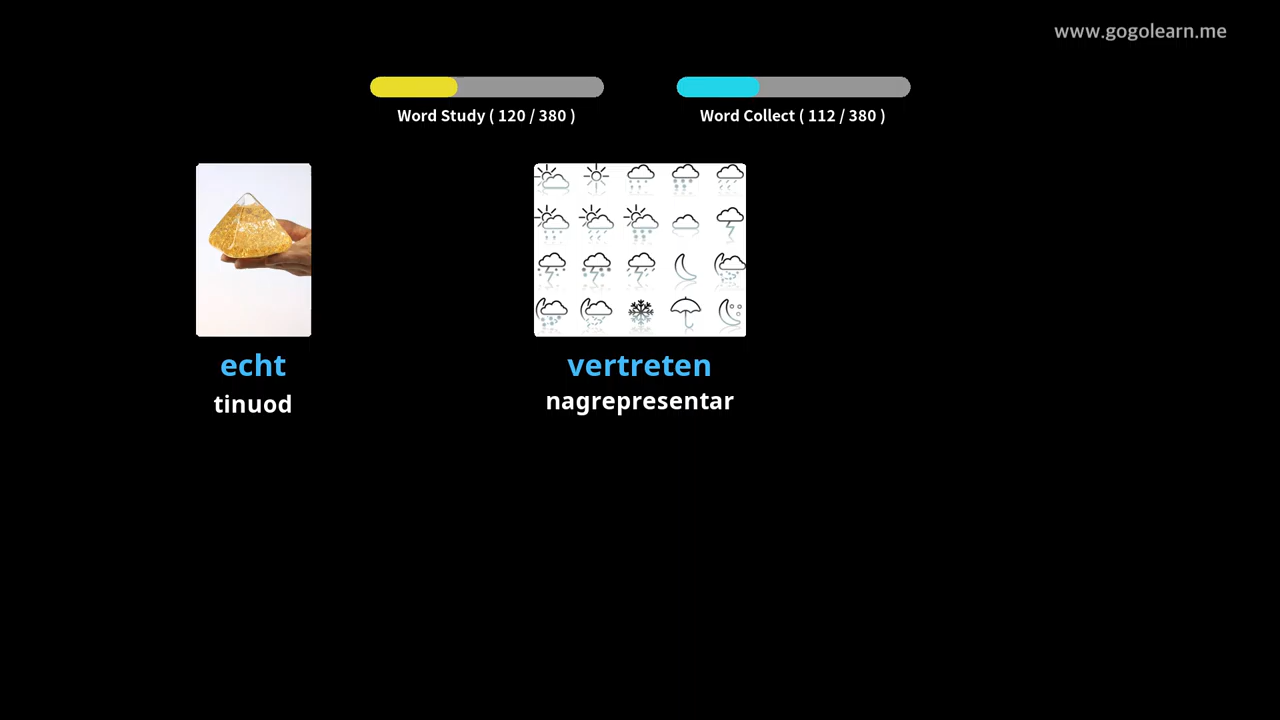 www.gogolearn.me
Word Study ( 120 / 380 )
Word Collect ( 112 / 380 )
echt
tinuod
vertreten
nagrepresentar